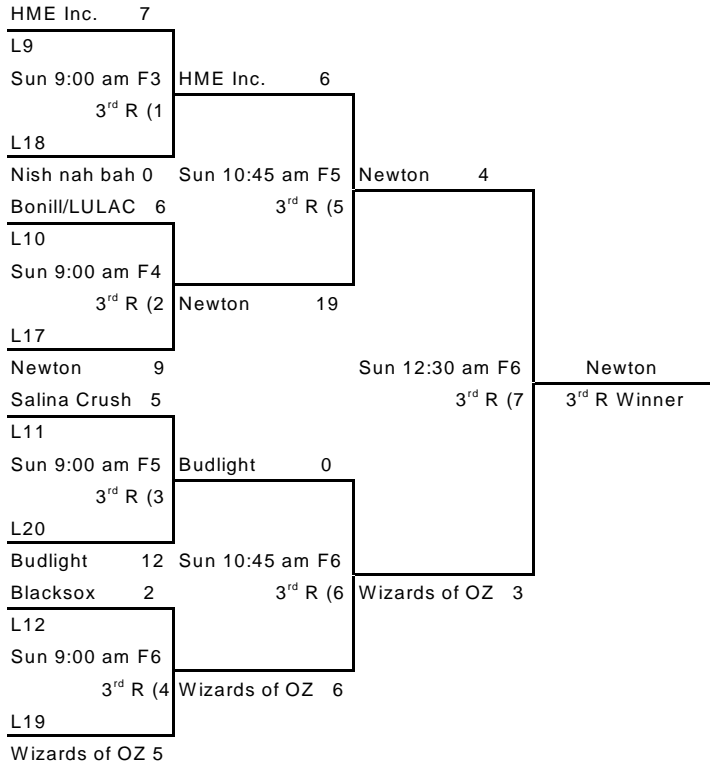 HME Inc. 7
L9
Sun 9:00 am F3
HME Inc. 6
3rd R (1
L18
Nish nah bah 0
Sun 10:45 am F5
Newton 4
Bonill/LULAC 6
3rd R (5
L10
Sun 9:00 am F4
3rd R (2
Newton 19
L17
Newton 9
Sun 12:30 am F6
Newton
Salina Crush 5
3rd R (7
3rd R Winner
L11
Sun 9:00 am F5
Budlight 0
3rd R (3
L20
Budlight 12
Sun 10:45 am F6
Blacksox 2
3rd R (6
Wizards of OZ 3
L12
Sun 9:00 am F6
3rd R (4
Wizards of OZ 6
L19
Wizards of OZ 5